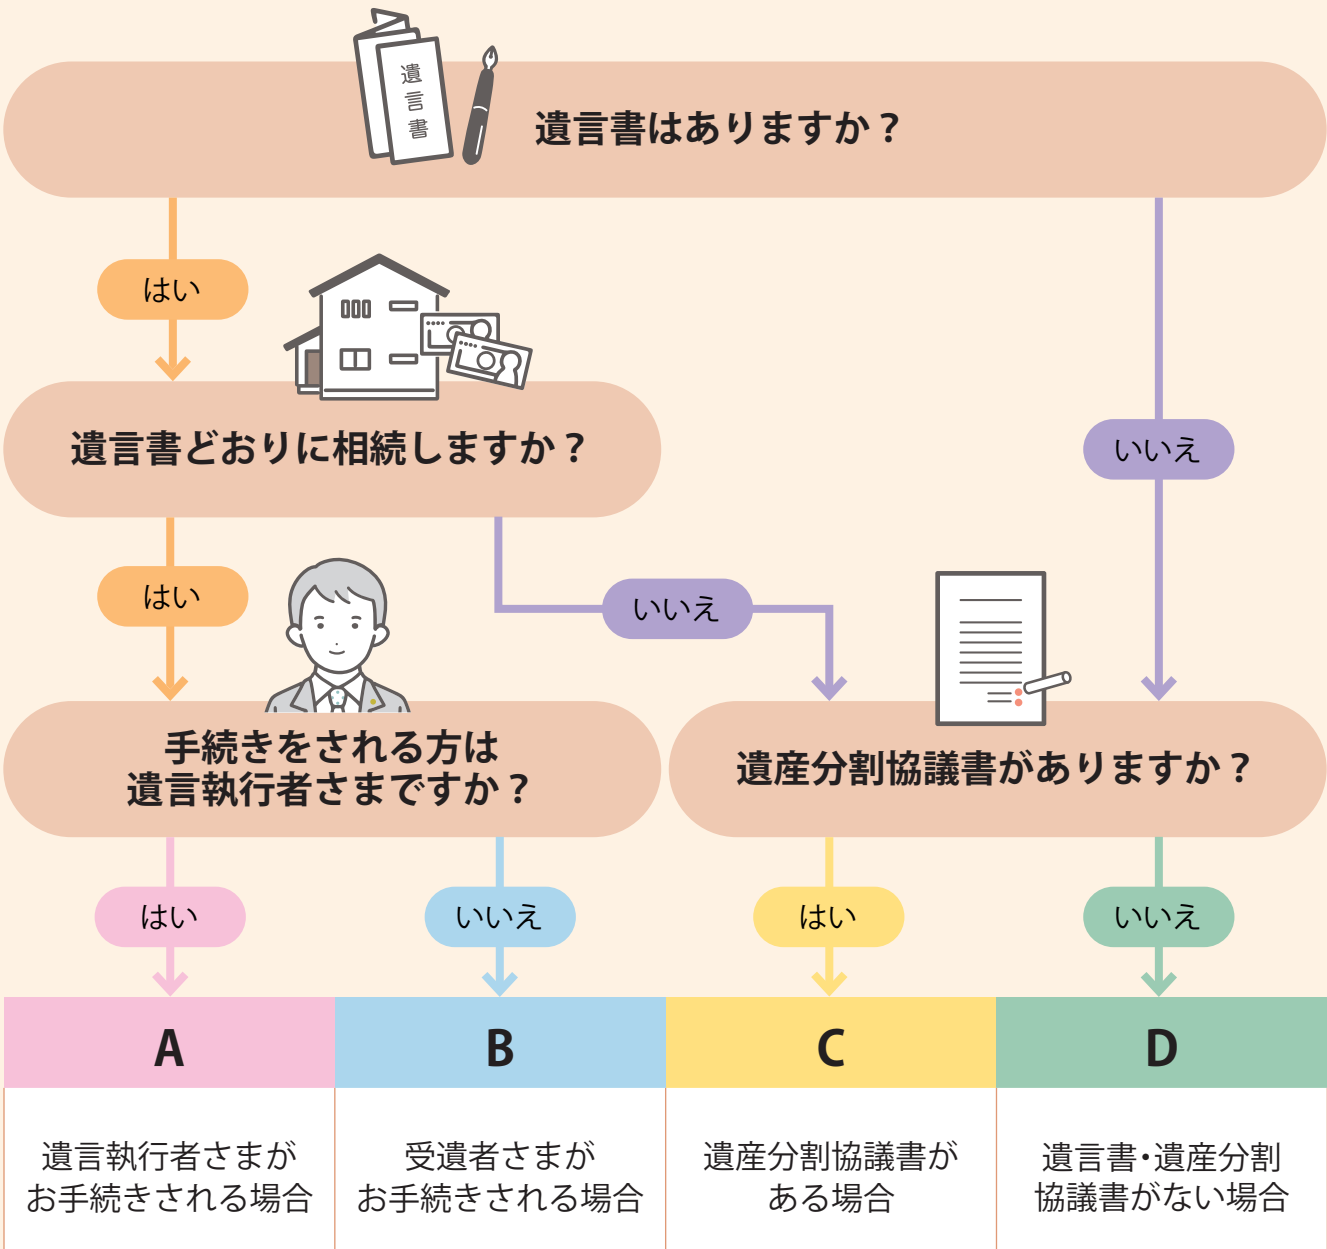 遺言書
遺言書はありますか？
はい
いいえ
遺言書どおりに相続しますか？
はい
いいえ
手続きをされる方は
遺言執行者さまですか？
遺産分割協議書がありますか？
はい
いいえ
はい
いいえ
A
B
C
D
遺言執行者さまが
お手続きされる場合
受遺者さまが
お手続きされる場合
遺産分割協議書が
ある場合
遺言書・遺産分割
協議書がない場合